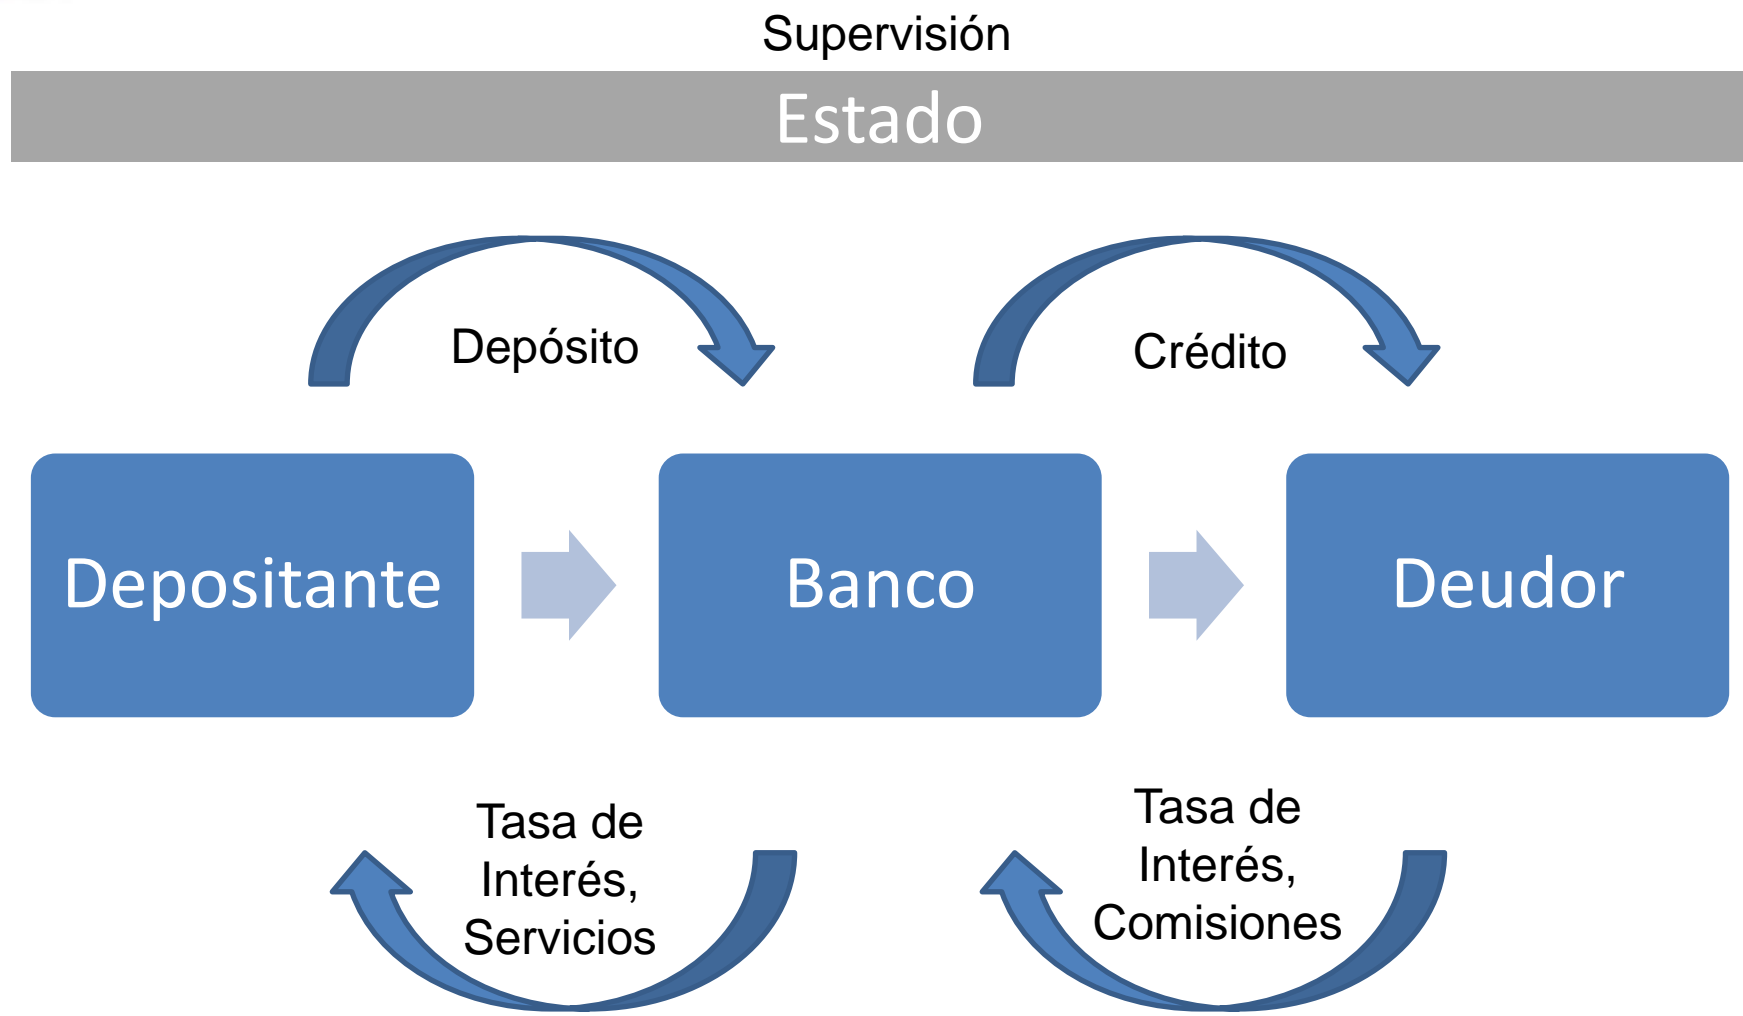 Supervisión
Estado
Depósito
Crédito
Depositante
Banco
Deudor
Tasa de
Interés,
Servicios
Tasa de
Interés,
Comisiones